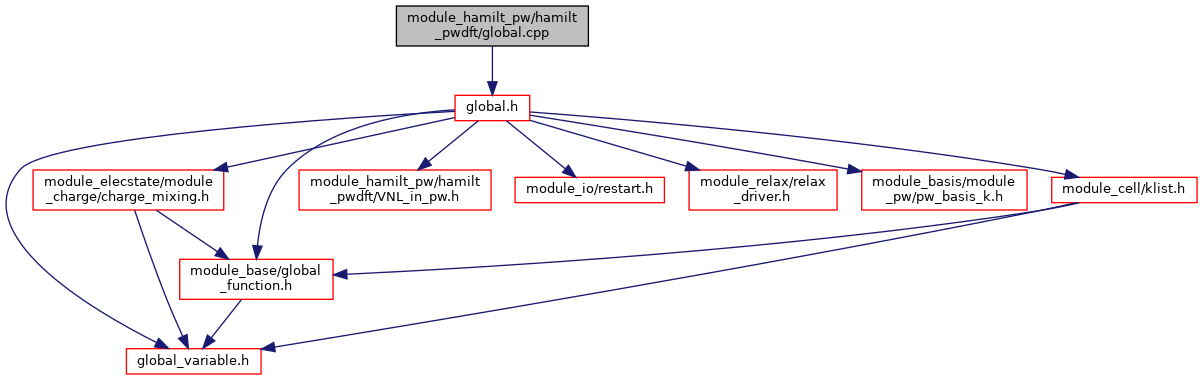 module_hamilt_pw/hamilt
_pwdft/global.cpp
global.h
module_elecstate/module
_charge/charge_mixing.h
module_hamilt_pw/hamilt
_pwdft/VNL_in_pw.h
module_io/restart.h
module_relax/relax
_driver.h
module_basis/module
_pw/pw_basis_k.h
module_cell/klist.h
module_base/global
_function.h
global_variable.h